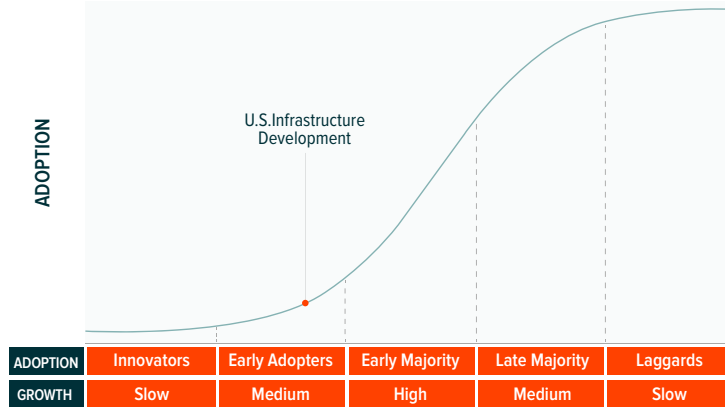 U.S.Infrastructure
Development
ADOPTION
ADOPTION Innovators Early Adopters Early Majority Late Majority Laggards
GROWTH Slow Medium High Medium Slow